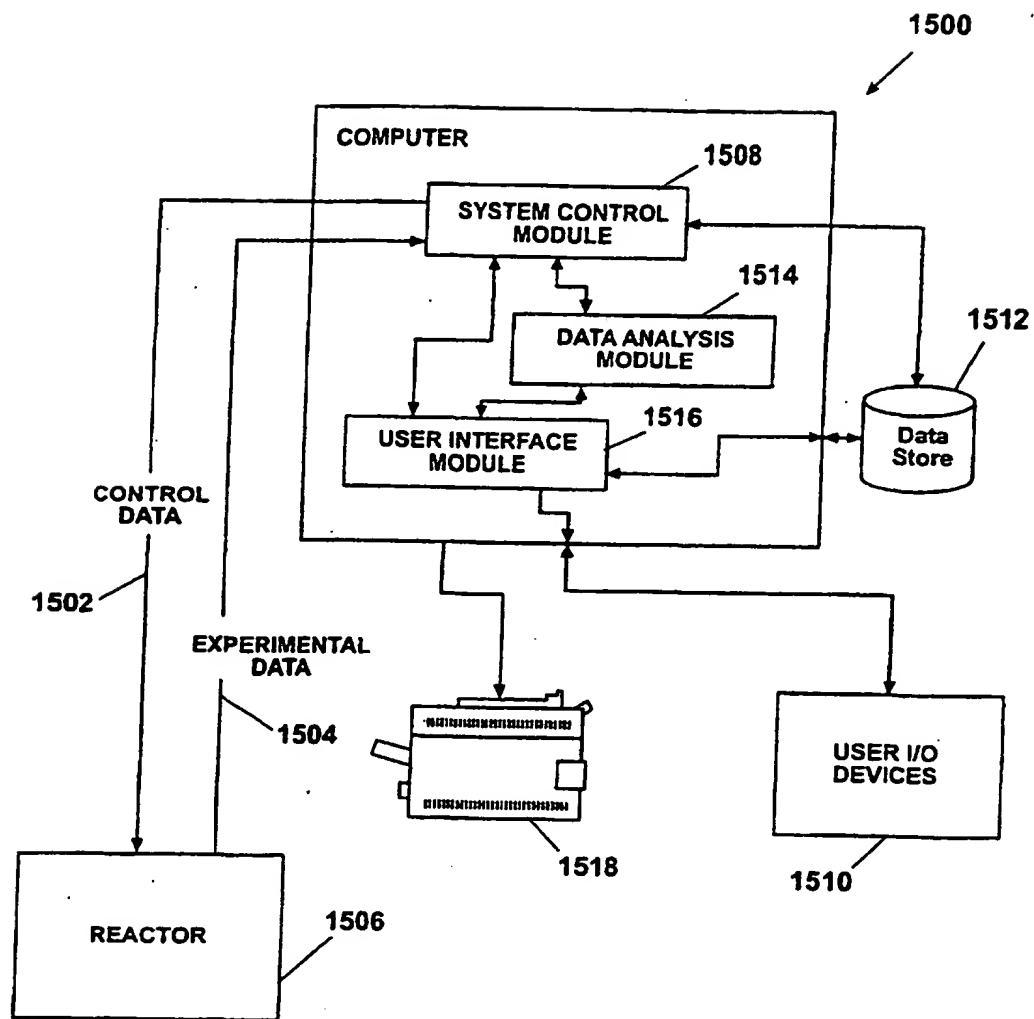 1500
COMPUTER
1508
SYSTEM CONTROL
MODULE
1514
DATA ANALYSIS
MODULE
1512
Data
Store
1516
USER INTERFACE
MODULE
CONTROL
DATA
1502
EXPERIMENTAL
DATA
1504
USER I/O
DEVICES
1518
1510
REACTOR
1506